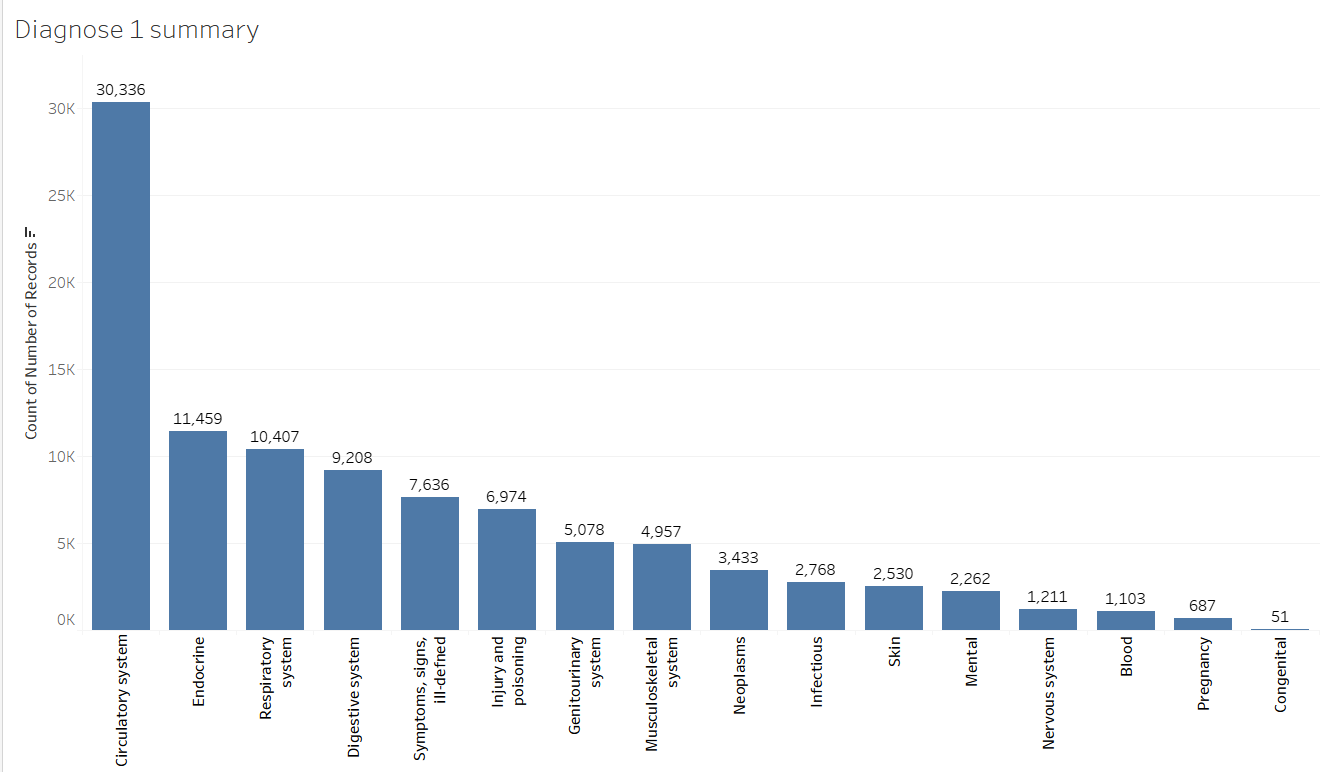 Diagnose 1 summary
Count of Number of Records
30K
25K
20K
15K
10K
5K
0K
30,336
11,459
10,407
9,208
7,636
6,974
5,078
4,957
3,433
2,768
2,530
2,262
1,211
1,103
687
51
Circulatory system
Endocrine
Respiratory
system
Digestive system
Symptoms, signs,
ill-defned
Injury and
poisoning
Genitourinary
system
Musculoskeletal
system
Neoplasms
Infectious
Skin
Mental
Nervous system
Blood
Pregnancy
Congenital